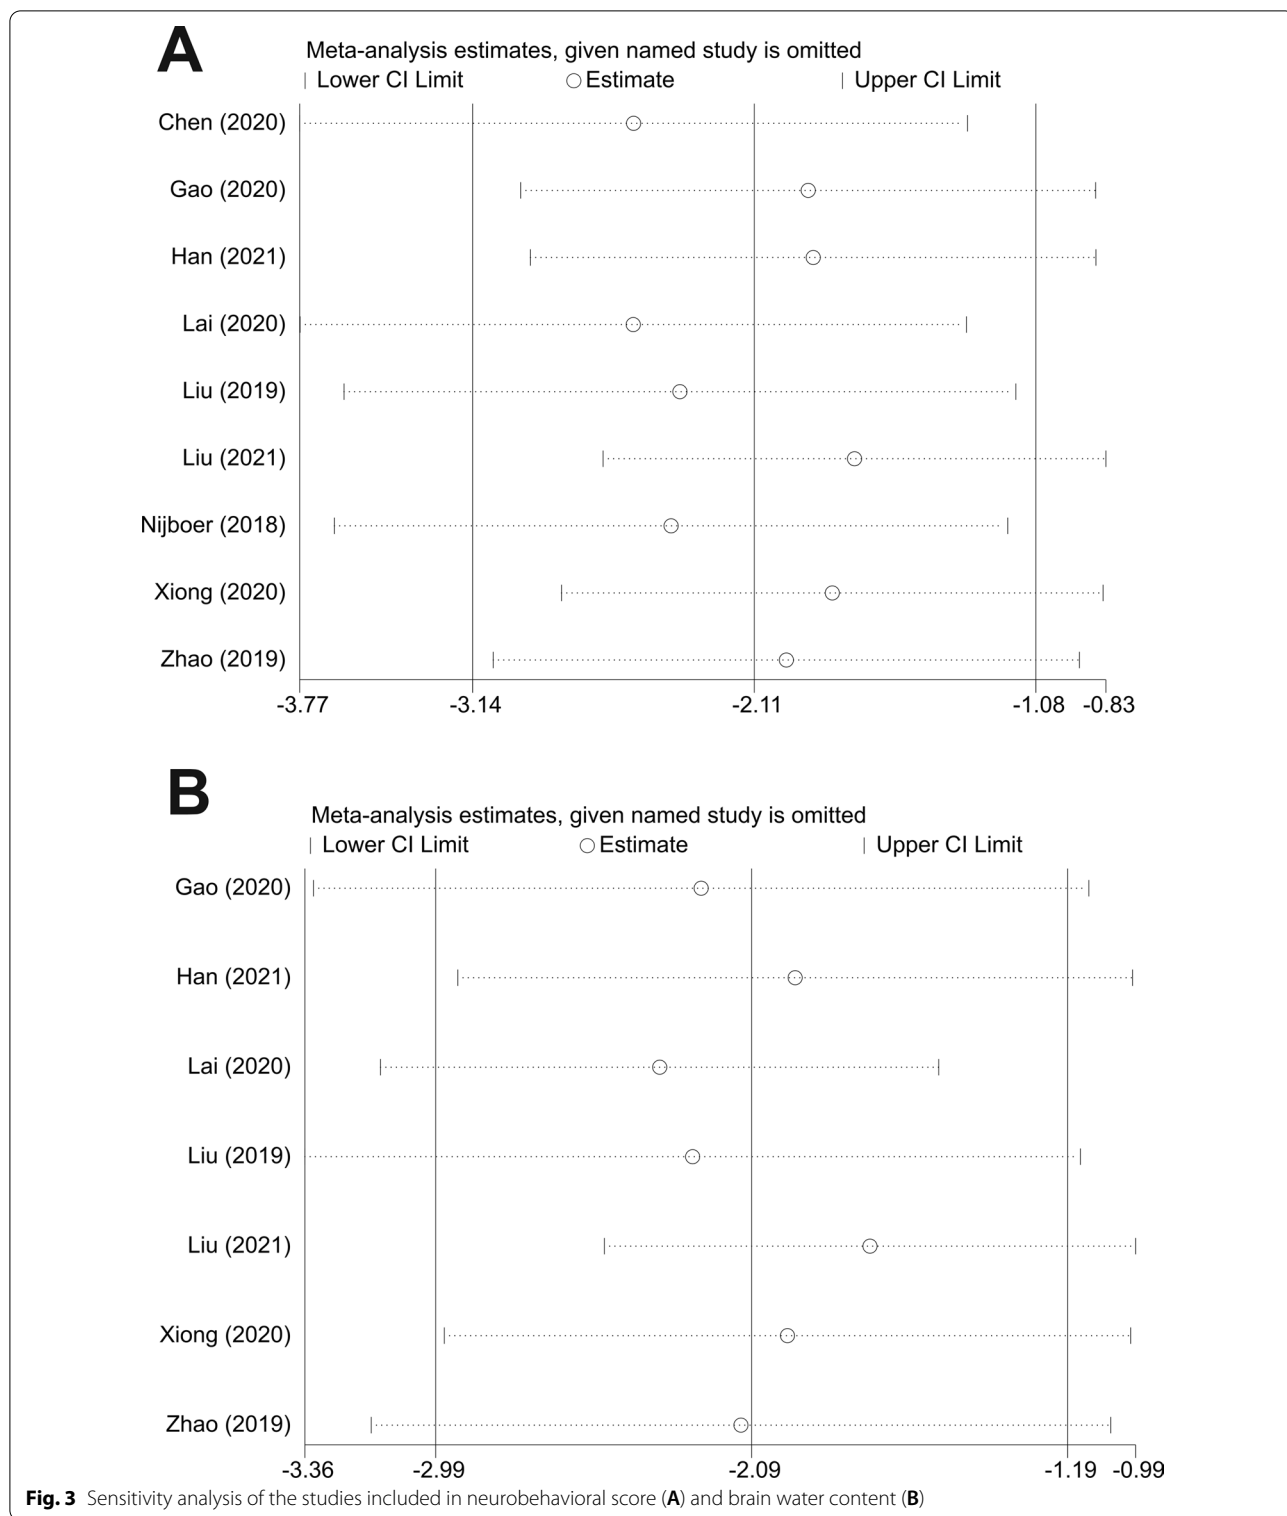 A
Meta-analysis estimates, given named study is omitted
| Lower CI Limit ○ Estimate | Upper CI Limit
Chen (2020)
Gao (2020)
Han (2021)
Lai (2020)
Liu (2019)
Liu (2021)
Nijboer (2018)
Xiong (2020)
Zhao (2019)
-3.77 -3.14 -2.11 -1.08 -0.83
B
Meta-analysis estimates, given named study is omitted
| Lower CI Limit ○ Estimate | Upper CI Limit
Gao (2020)
Han (2021)
Lai (2020)
Liu (2019)
Liu (2021)
Xiong (2020)
Zhao (2019)
-3.36 -2.99 -2.09 -1.19 -0.99
Fig. 3 Sensitivity analysis of the studies included in neurobehavioral score (A) and brain water content (B)